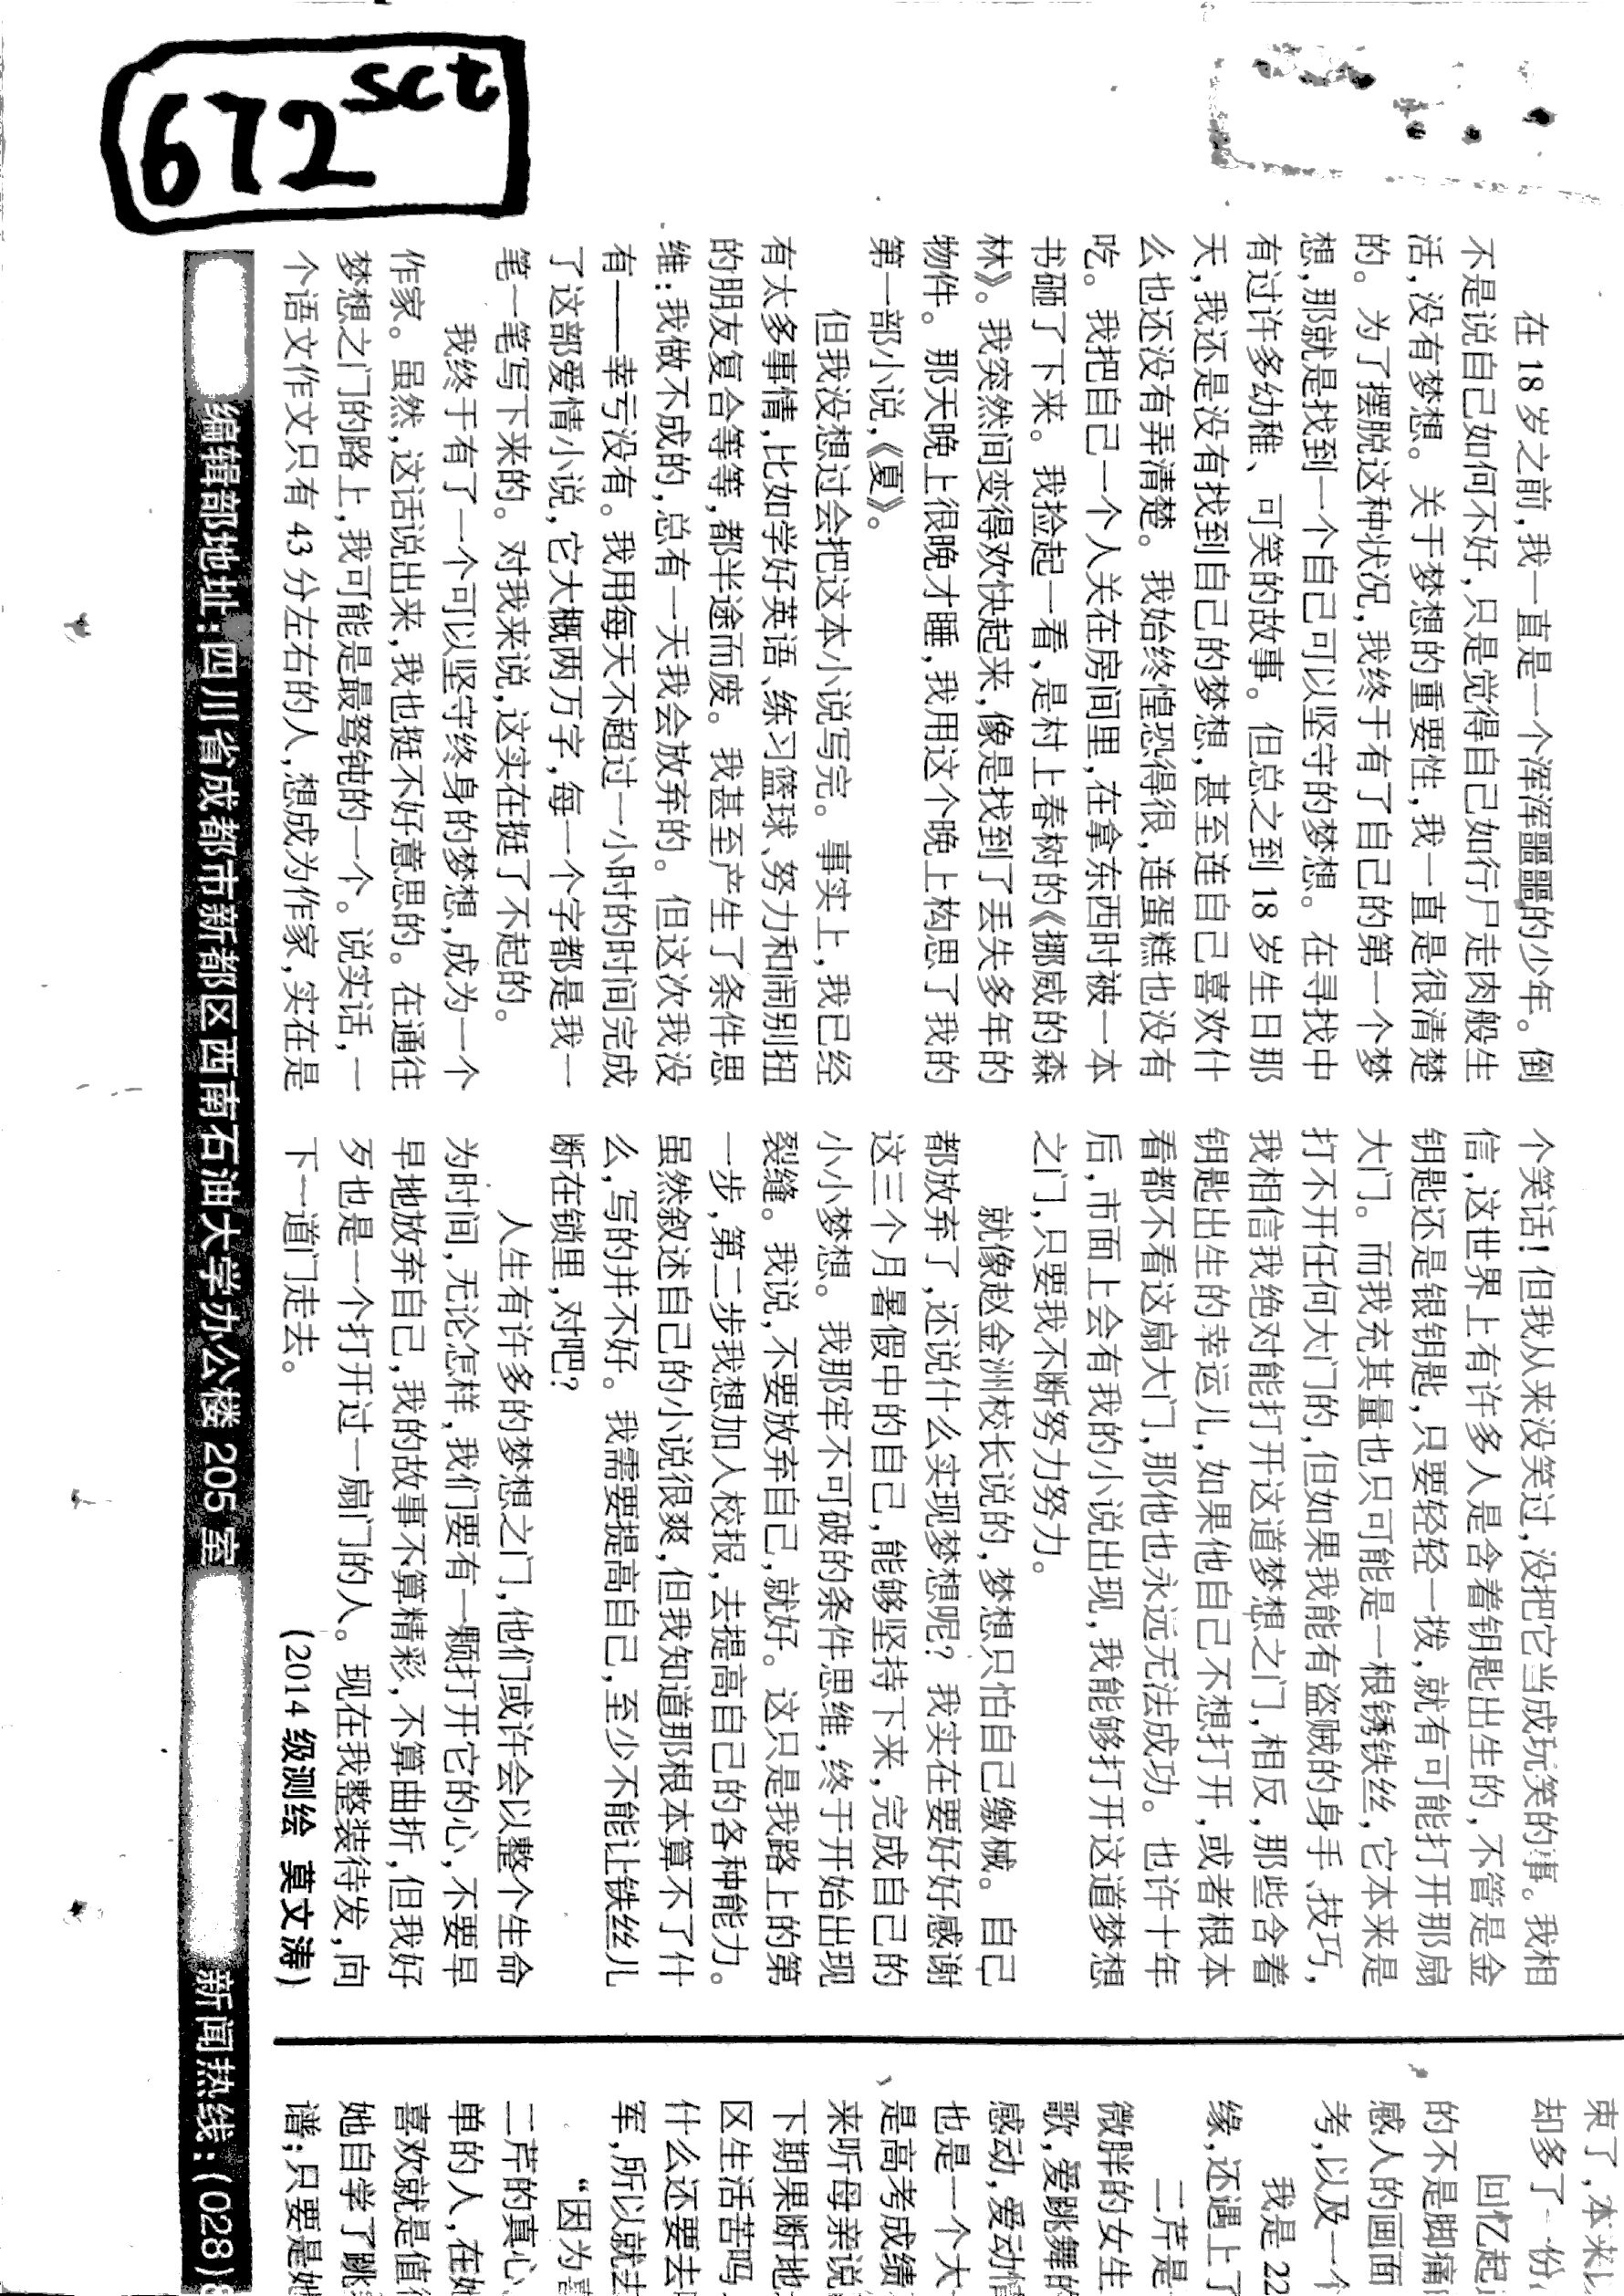 672 sct
在18岁之前,我一直是一个浑浑噩噩的少年。倒
不是说自己如何不好,只是觉得自己如行尸走肉般生
活,没有梦想。关于梦想的重要性,我一直是很清楚
的。为了摆脱这种状况,我终于有了自己的第一个梦
想,那就是找到一个自己可以坚守的梦想。在寻找中
有过许多幼稚、可笑的故事。但总之到18岁生日那
天,我还是没有找到自己的梦想,甚至连自己喜欢什
么也还没有弄清楚。我始终惶恐得很,连蛋糕也没有
吃。我把自己一个人关在房间里,在拿东西时被一本
书砸了下来。我捡起一看,是村上春树的《挪威的森
林》。我突然间变得欢快起来,像是找到了丢失多年的
物件。那天晚上很晚才睡,我用这个晚上构思了我的
第一部小说,《夏》。
但我没想过会把这本小说写完。事实上,我已经
有太多事情,比如学好英语、练习篮球、努力和闹别扭
的朋友复合等等,都半途而废。我甚至产生了条件思
维:我做不成的,总有一天我会放弃的。但这次我没
有——幸亏没有。我用每天不超过一小时的时间完成
了这部爱情小说,它大概两万字,每一个字都是我一
笔一笔写下来的。对我来说,这实在挺了不起的。
我终于有了一个可以坚守终身的梦想,成为一个
作家。虽然,这话说出来,我也挺不好意思的。在通往
梦想之门的路上,我可能是最驽钝的一个。说实话,一
个语文作文只有43分左右的人,想成为作家,实在是
个笑话!但我从来没笑过,没把它当成玩笑的事。我相
信,这世界上有许多人是含着钥匙出生的,不管是金
钥匙还是银钥匙,只要轻轻一拨,就有可能打开那扇
大门。而我充其量也只可能是一根锈铁丝,它本来是
打不开任何大门的,但如果我能有盗贼的身手、技巧,
我相信我绝对能打开这道梦想之门,相反,那些含着
钥匙出生的幸运儿,如果他自己不想打开,或者根本
看都不看这扇大门,那他也永远无法成功。也许十年
后,市面上会有我的小说出现,我能够打开这道梦想
之门,只要我不断努力努力。
就像赵金洲校长说的,梦想只怕自己缴械。自己
都放弃了,还说什么实现梦想呢?我实在要好好感谢
这三个月暑假中的自己,能够坚持下来,完成自己的
小小梦想。我那牢不可破的条件思维,终于开始出现
裂缝。我说,不要放弃自己,就好。这只是我路上的第
一步,第二步我想加入校报,去提高自己的各种能力。
虽然叙述自己的小说很爽,但我知道那根本算不了什
么,写的并不好。我需要提高自己,至少不能让铁丝儿
断在锁里,对吧?
人生有许多的梦想之门,他们或许会以整个生命
为时间,无论怎样,我们要有一颗打开它的心,不要早
早地放弃自己,我的故事不算精彩,不算曲折,但我好
歹也是一个打开过一扇门的人。现在我整装待发,向
下一道门走去。
(2014级测绘 莫文涛)
束了,本来比
却多了一份
回忆起
的不是脚痛
感人的画面
考,以及一个
我是22
缘,还遇上了
二芹是
微胖的女生
歌,爱跳舞的
感动,爱动情
也是一个大
是高考成绩
来听母亲说
下期果断地
区生活苦吗
什么还要去
军,所以就去
“因为喜
二芹的真心、
单的人,在她
喜欢就是值得
她自学了跳
谱;只要是她
编辑部地址:四川省成都市新都区西南石油大学办公楼205室
新闻热线:(028)8